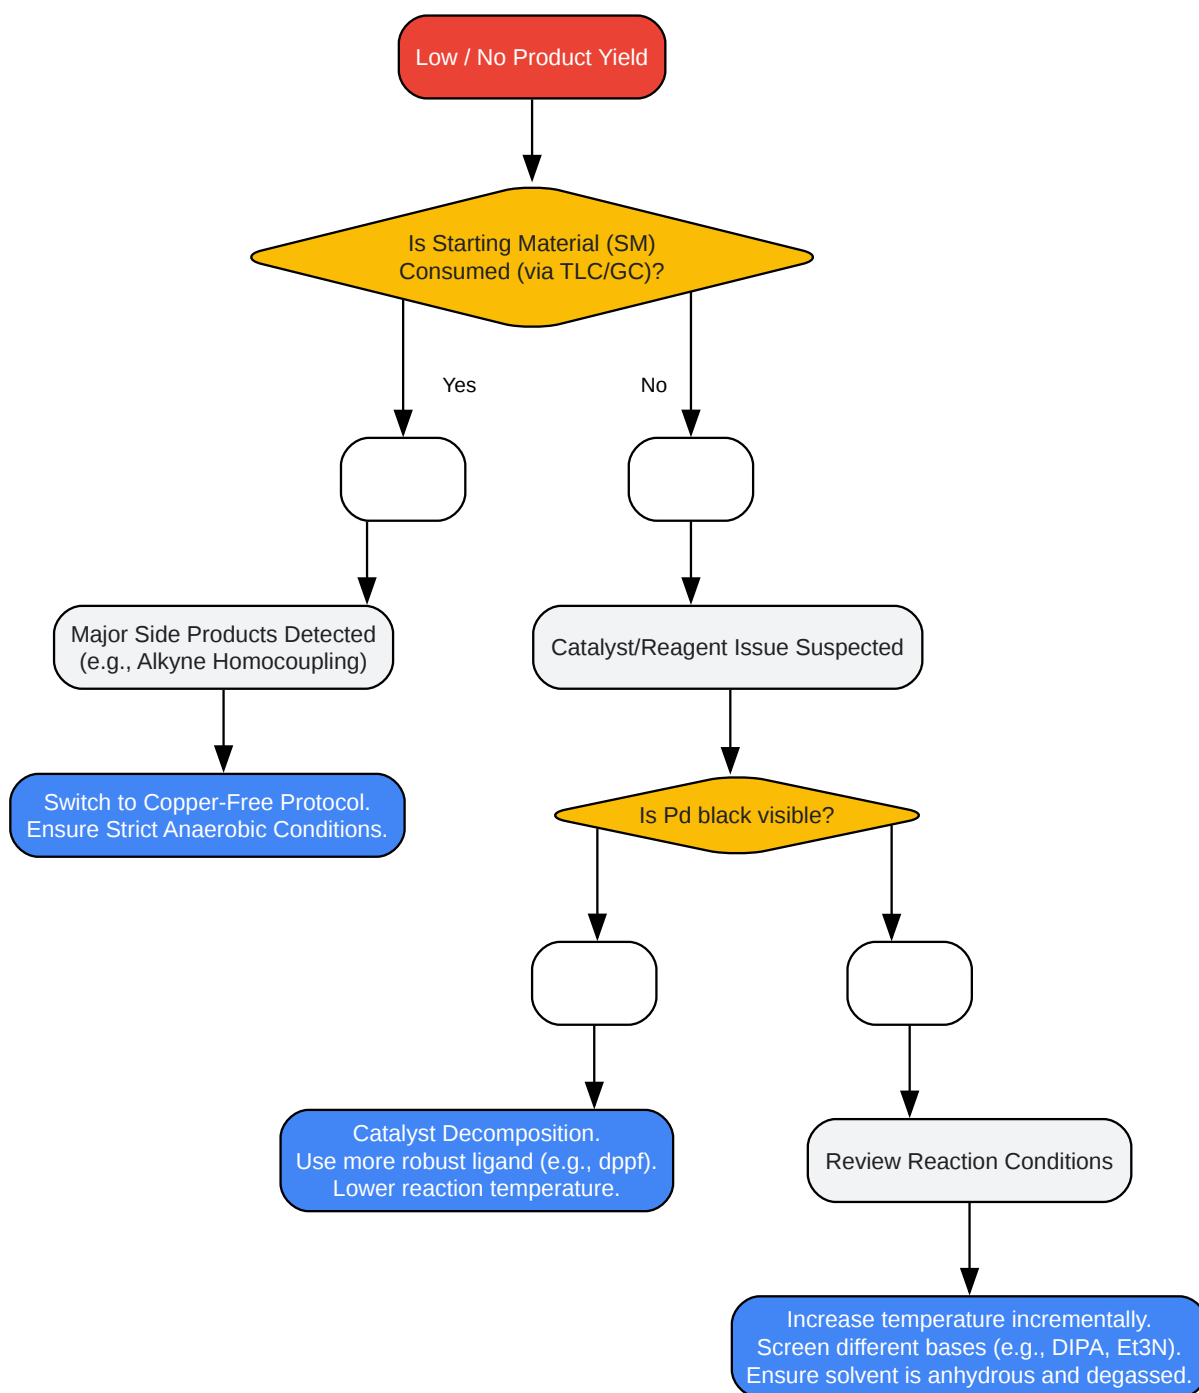 Low / No Product Yield
Is Starting Material (SM)
Consumed (via TLC/GC)?
Yes
No
Major Side Products Detected
(e.g., Alkyne Homocoupling)
Catalyst/Reagent Issue Suspected
Switch to Copper-Free Protocol.
Ensure Strict Anaerobic Conditions.
Is Pd black visible?
Catalyst Decomposition.
Use more robust ligand (e.g., dppf).
Lower reaction temperature.
Review Reaction Conditions
Increase temperature incrementally.
Screen different bases (e.g., DIPA, Et3N).
Ensure solvent is anhydrous and degassed.